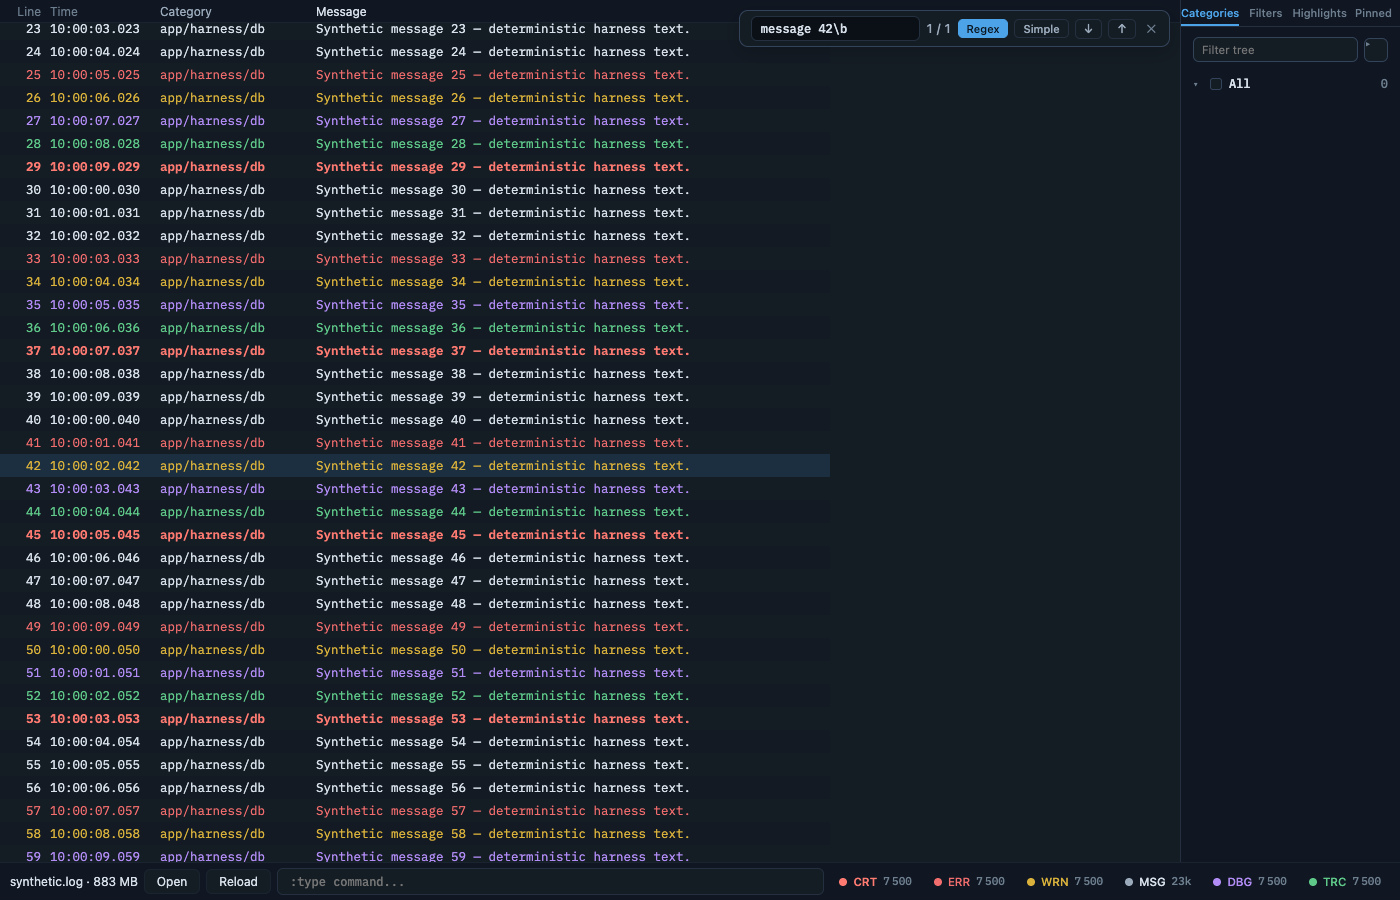 Line Time Category Message
message 42\b 1 / 1 Regex Simple ↓ ↑ ×
Categories Filters Highlights Pinned
Filter tree
All 0
23 10:00:03.023 app/harness/db Synthetic message 23 — deterministic harness text.
24 10:00:04.024 app/harness/db Synthetic message 24 — deterministic harness text.
25 10:00:05.025 app/harness/db Synthetic message 25 — deterministic harness text.
26 10:00:06.026 app/harness/db Synthetic message 26 — deterministic harness text.
27 10:00:07.027 app/harness/db Synthetic message 27 — deterministic harness text.
28 10:00:08.028 app/harness/db Synthetic message 28 — deterministic harness text.
29 10:00:09.029 app/harness/db Synthetic message 29 — deterministic harness text.
30 10:00:00.030 app/harness/db Synthetic message 30 — deterministic harness text.
31 10:00:01.031 app/harness/db Synthetic message 31 — deterministic harness text.
32 10:00:02.032 app/harness/db Synthetic message 32 — deterministic harness text.
33 10:00:03.033 app/harness/db Synthetic message 33 — deterministic harness text.
34 10:00:04.034 app/harness/db Synthetic message 34 — deterministic harness text.
35 10:00:05.035 app/harness/db Synthetic message 35 — deterministic harness text.
36 10:00:06.036 app/harness/db Synthetic message 36 — deterministic harness text.
37 10:00:07.037 app/harness/db Synthetic message 37 — deterministic harness text.
38 10:00:08.038 app/harness/db Synthetic message 38 — deterministic harness text.
39 10:00:09.039 app/harness/db Synthetic message 39 — deterministic harness text.
40 10:00:00.040 app/harness/db Synthetic message 40 — deterministic harness text.
41 10:00:01.041 app/harness/db Synthetic message 41 — deterministic harness text.
42 10:00:02.042 app/harness/db Synthetic message 42 — deterministic harness text.
43 10:00:03.043 app/harness/db Synthetic message 43 — deterministic harness text.
44 10:00:04.044 app/harness/db Synthetic message 44 — deterministic harness text.
45 10:00:05.045 app/harness/db Synthetic message 45 — deterministic harness text.
46 10:00:06.046 app/harness/db Synthetic message 46 — deterministic harness text.
47 10:00:07.047 app/harness/db Synthetic message 47 — deterministic harness text.
48 10:00:08.048 app/harness/db Synthetic message 48 — deterministic harness text.
49 10:00:09.049 app/harness/db Synthetic message 49 — deterministic harness text.
50 10:00:00.050 app/harness/db Synthetic message 50 — deterministic harness text.
51 10:00:01.051 app/harness/db Synthetic message 51 — deterministic harness text.
52 10:00:02.052 app/harness/db Synthetic message 52 — deterministic harness text.
53 10:00:03.053 app/harness/db Synthetic message 53 — deterministic harness text.
54 10:00:04.054 app/harness/db Synthetic message 54 — deterministic harness text.
55 10:00:05.055 app/harness/db Synthetic message 55 — deterministic harness text.
56 10:00:06.056 app/harness/db Synthetic message 56 — deterministic harness text.
57 10:00:07.057 app/harness/db Synthetic message 57 — deterministic harness text.
58 10:00:08.058 app/harness/db Synthetic message 58 — deterministic harness text.
59 10:00:09.059 app/harness/db Synthetic message 59 — deterministic harness text.
synthetic.log · 883 MB Open Reload :type command... CRT 7 500 ERR 7 500 WRN 7 500 MSG 23k DBG 7 500 TRC 7 500